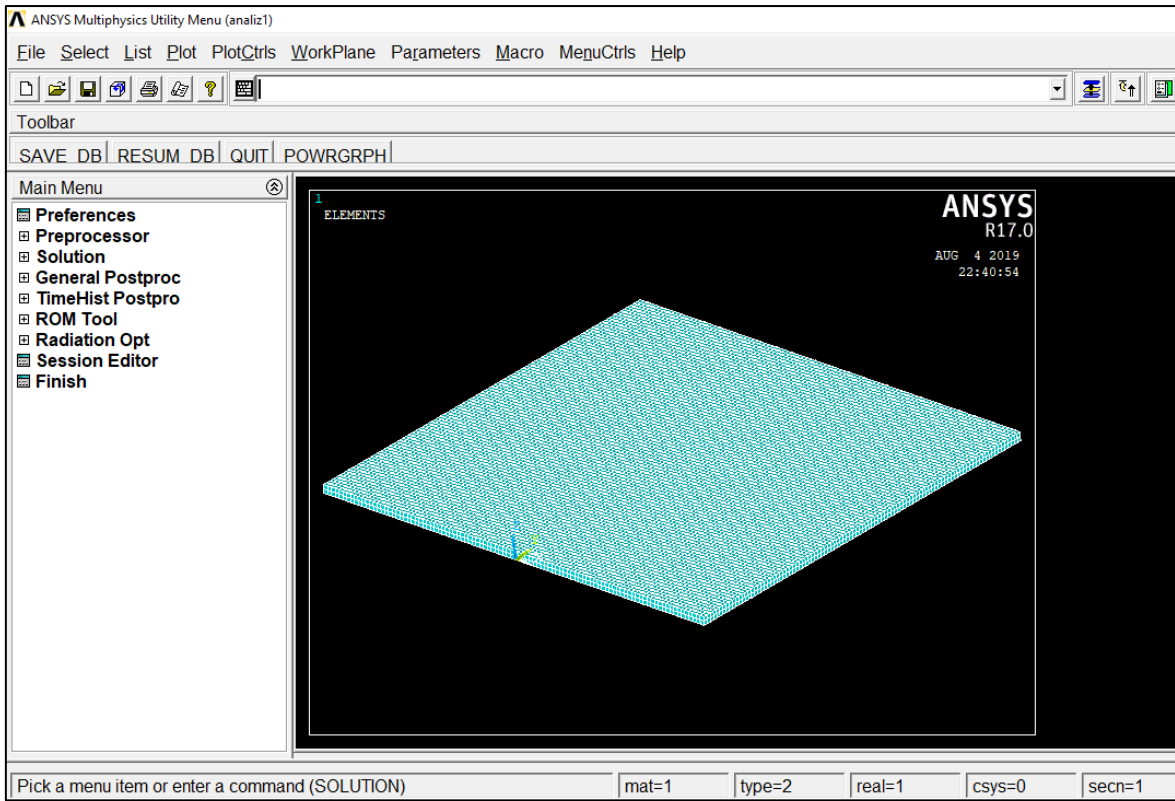 ANSYS Multiphysics Utility Menu (analiz1)
File Select List Plot PlotCtrls WorkPlane Parameters Macro MenuCtrls Help
Toolbar
SAVE_DB RESUM_DB QUIT POWRGRPH
Main Menu
Preferences
Preprocessor
Solution
General Postproc
TimeHist Postpro
ROM Tool
Radiation Opt
Session Editor
Finish
1
ELEMENTS
ANSYS
R17.0
AUG 4 2019
22:40:54
Pick a menu item or enter a command (SOLUTION) mat=1 type=2 real=1 csys=0 secn=1